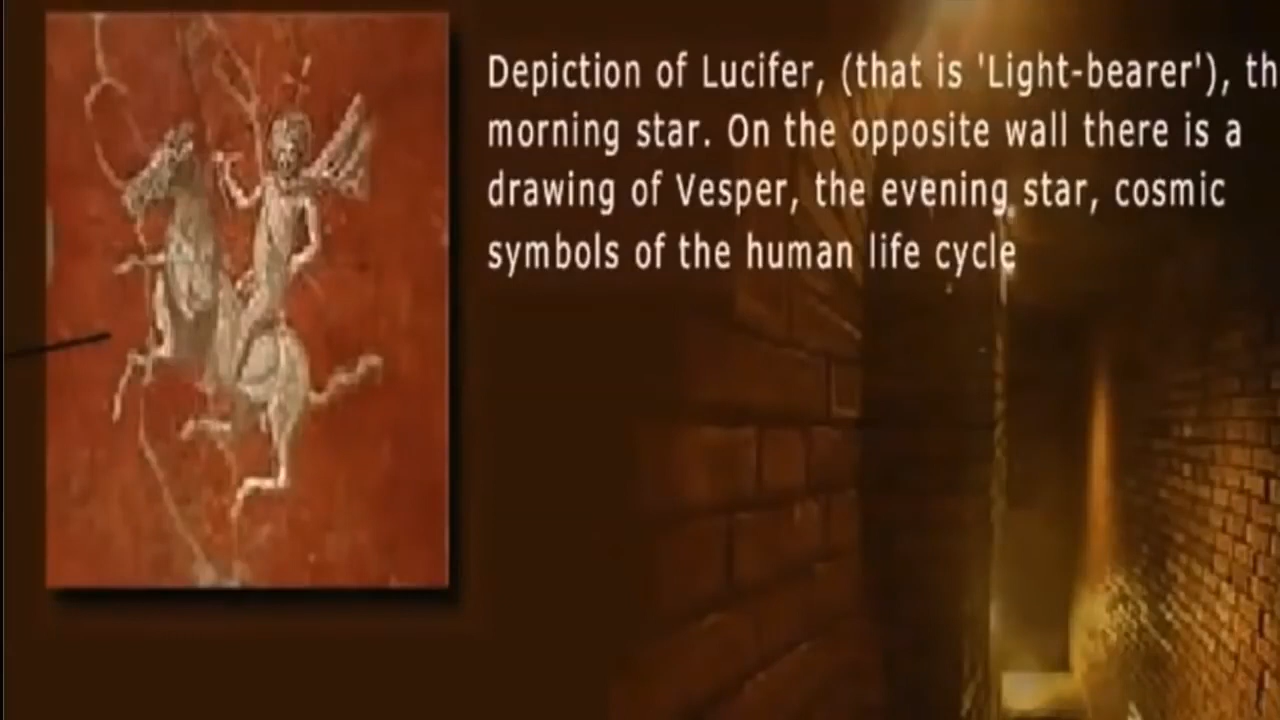 Depiction of Lucifer, (that is 'Light-bearer'), th
morning star. On the opposite wall there is a
drawing of Vesper, the evening star, cosmic
symbols of the human life cycle